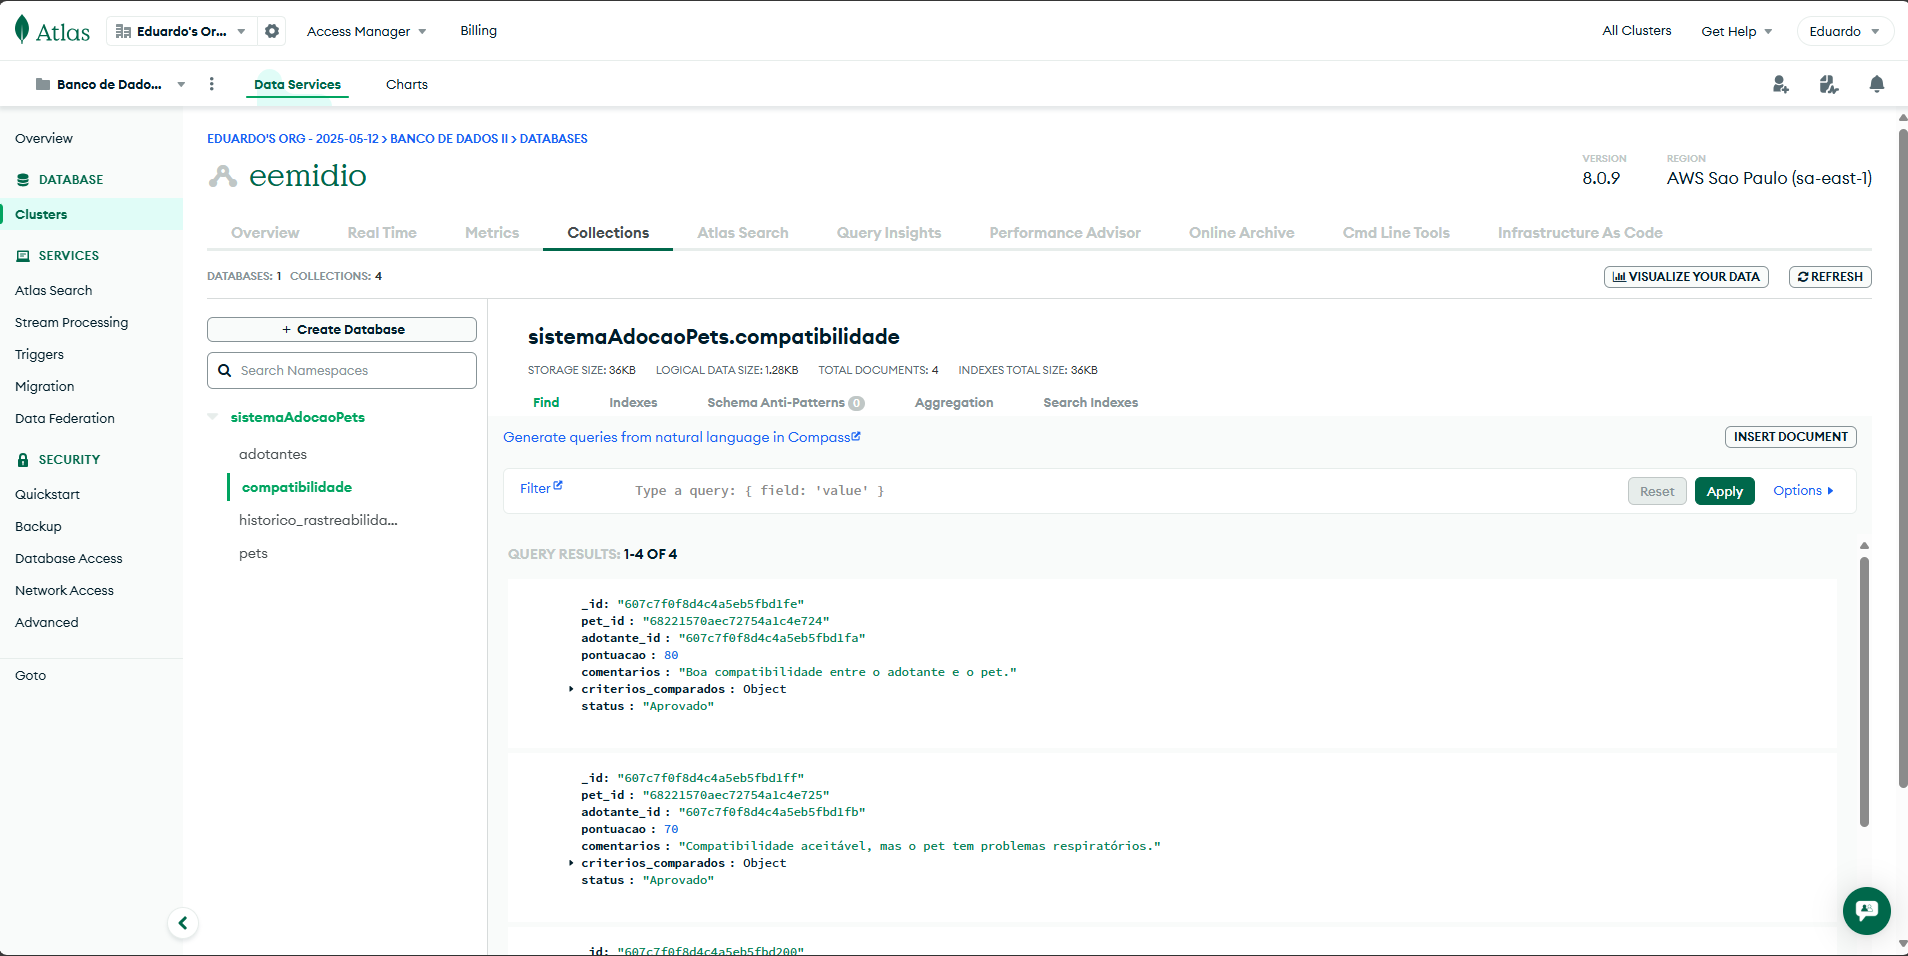 Atlas
Eduardo's Or...
Access Manager
Billing
All Clusters
Get Help
Eduardo
Banco de Dado...
Data Services
Charts
Overview
DATABASE
Clusters
SERVICES
Atlas Search
Stream Processing
Triggers
Migration
Data Federation
SECURITY
Quickstart
Backup
Database Access
Network Access
Advanced
Goto
EDUARDO'S ORG - 2025-05-12 > BANCO DE DADOS II > DATABASES
eemidio
VERSION
8.0.9
REGION
AWS Sao Paulo (sa-east-1)
Overview
Real Time
Metrics
Collections
Atlas Search
Query Insights
Performance Advisor
Online Archive
Cmd Line Tools
Infrastructure As Code
DATABASES: 1 COLLECTIONS: 4
VISUALIZE YOUR DATA
REFRESH
+ Create Database
Search Namespaces
sistemaAdocaoPets
adotantes
compatibilidade
historico_rastreabilida...
pets
sistemaAdocaoPets.compatibilidade
STORAGE SIZE: 36KB LOGICAL DATA SIZE: 1.28KB TOTAL DOCUMENTS: 4 INDEXES TOTAL SIZE: 36KB
Find
Indexes
Schema Anti-Patterns 0
Aggregation
Search Indexes
Generate queries from natural language in Compass
INSERT DOCUMENT
Filter
Type a query: { field: 'value' }
Reset
Apply
Options
QUERY RESULTS: 1-4 OF 4
_id: "607c7f0f8d4c4a5eb5fbd1fe"
pet_id : "68221570aec72754a1c4e724"
adotante_id : "607c7f0f8d4c4a5eb5fbd1fa"
pontuacao : 80
comentarios : "Boa compatibilidade entre o adotante e o pet."
criterios_comparados : Object
status : "Aprovado"
_id: "607c7f0f8d4c4a5eb5fbd1ff"
pet_id : "68221570aec72754a1c4e725"
adotante_id : "607c7f0f8d4c4a5eb5fbd1fb"
pontuacao : 70
comentarios : "Compatibilidade aceitável, mas o pet tem problemas respiratórios."
criterios_comparados : Object
status : "Aprovado"
_id: "607c7f0f8d4c4a5eb5fbd200"